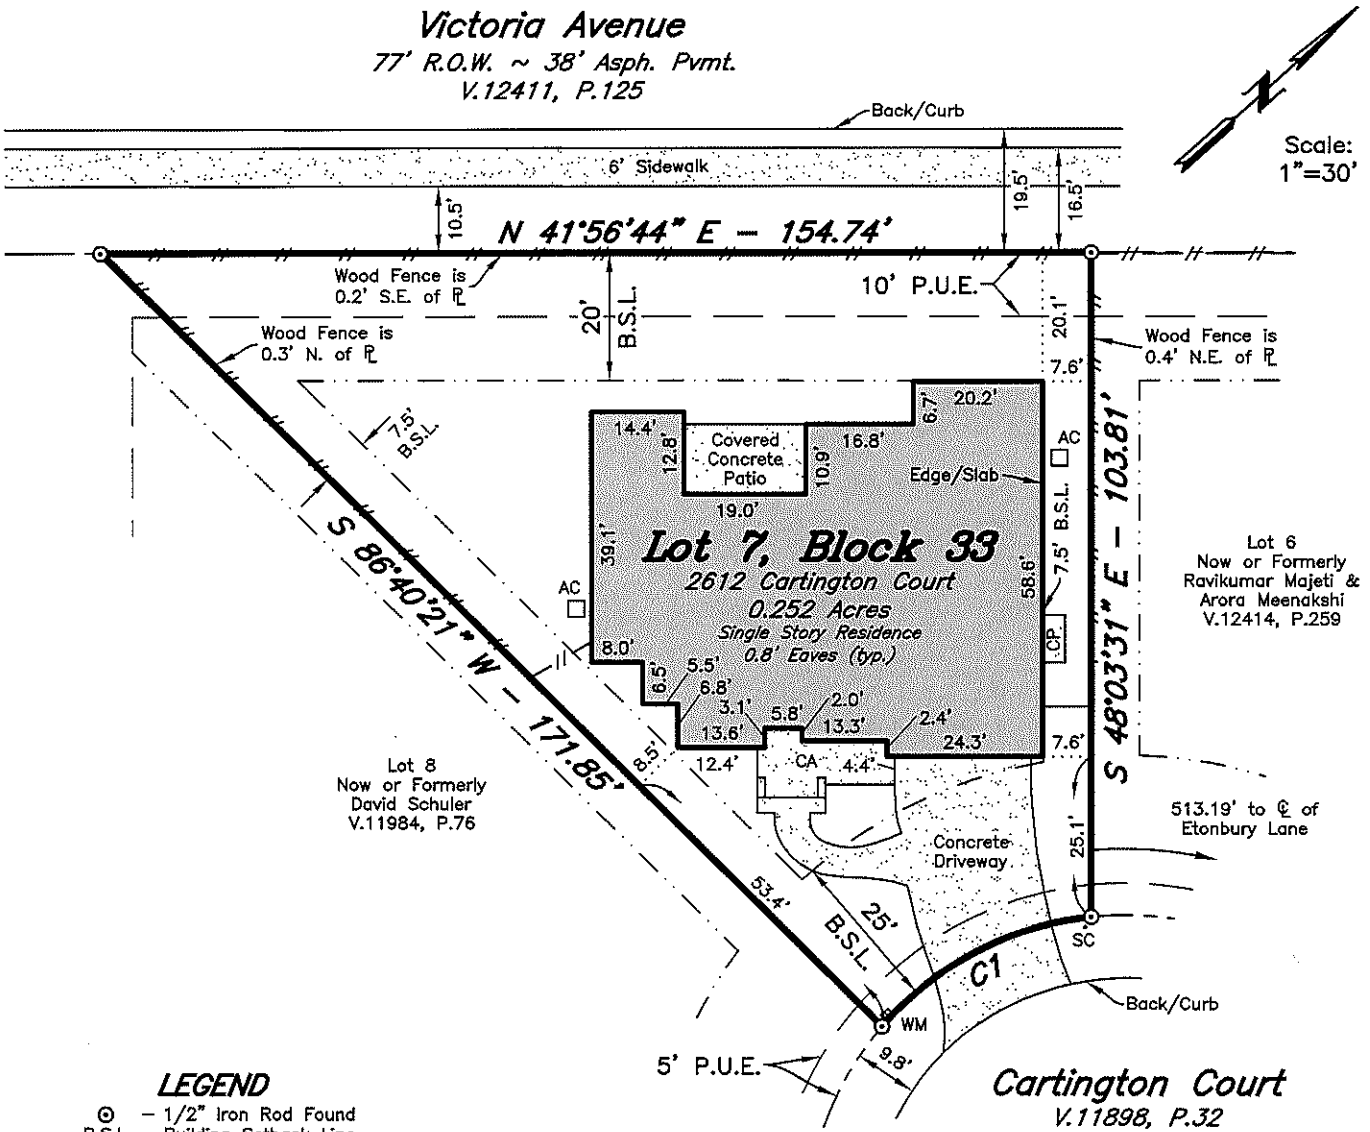 Victoria Avenue
77' R.O.W. ~ 38' Asph. Pvmt.
V.12411, P.125
Back/Curb
N
Scale:
1"=30'
6' Sidewalk
10.5'
19.5'
16.5'
N 41°56'44" E - 154.74'
Wood Fence is
0.2' S.E. of ⅊
20'
B.S.L.
10' P.U.E.
20.1'
Wood Fence is
0.3' N. of ⅊
Wood Fence is
0.4' N.E. of ⅊
7.6'
7.5'
B.S.L.
14.4'
12.8'
Covered
Concrete
Patio
10.9'
16.8'
6.7'
20.2'
AC
Edge/Slab
19.0'
39.1'
Lot 7, Block 33
2612 Cartington Court
0.252 Acres
Single Story Residence
0.8' Eaves (typ.)
58.6'
7.5' B.S.L.
CP.
S 48°03'31" E - 103.81'
Lot 6
Now or Formerly
Ravikumar Majeti &
Arora Meenakshi
V.12414, P.259
AC
S 86°40'21" W - 171.85'
8.0'
6.5'
5.5'
6.8'
3.1'
5.8'
2.0'
13.6'
13.3'
2.4'
24.3'
7.6'
12.4'
CA
4.4'
8.5'
Lot 8
Now or Formerly
David Schuler
V.11984, P.76
513.19' to ℄ of
Etonbury Lane
Concrete
Driveway
25.1'
53.4'
25'
B.S.L.
SC
C1
Back/Curb
WM
5' P.U.E.
9.8'
Cartington Court
V.11898, P.32
LEGEND
⊙ - 1/2" Iron Rod Found
B.S.L. - Building Setback Line